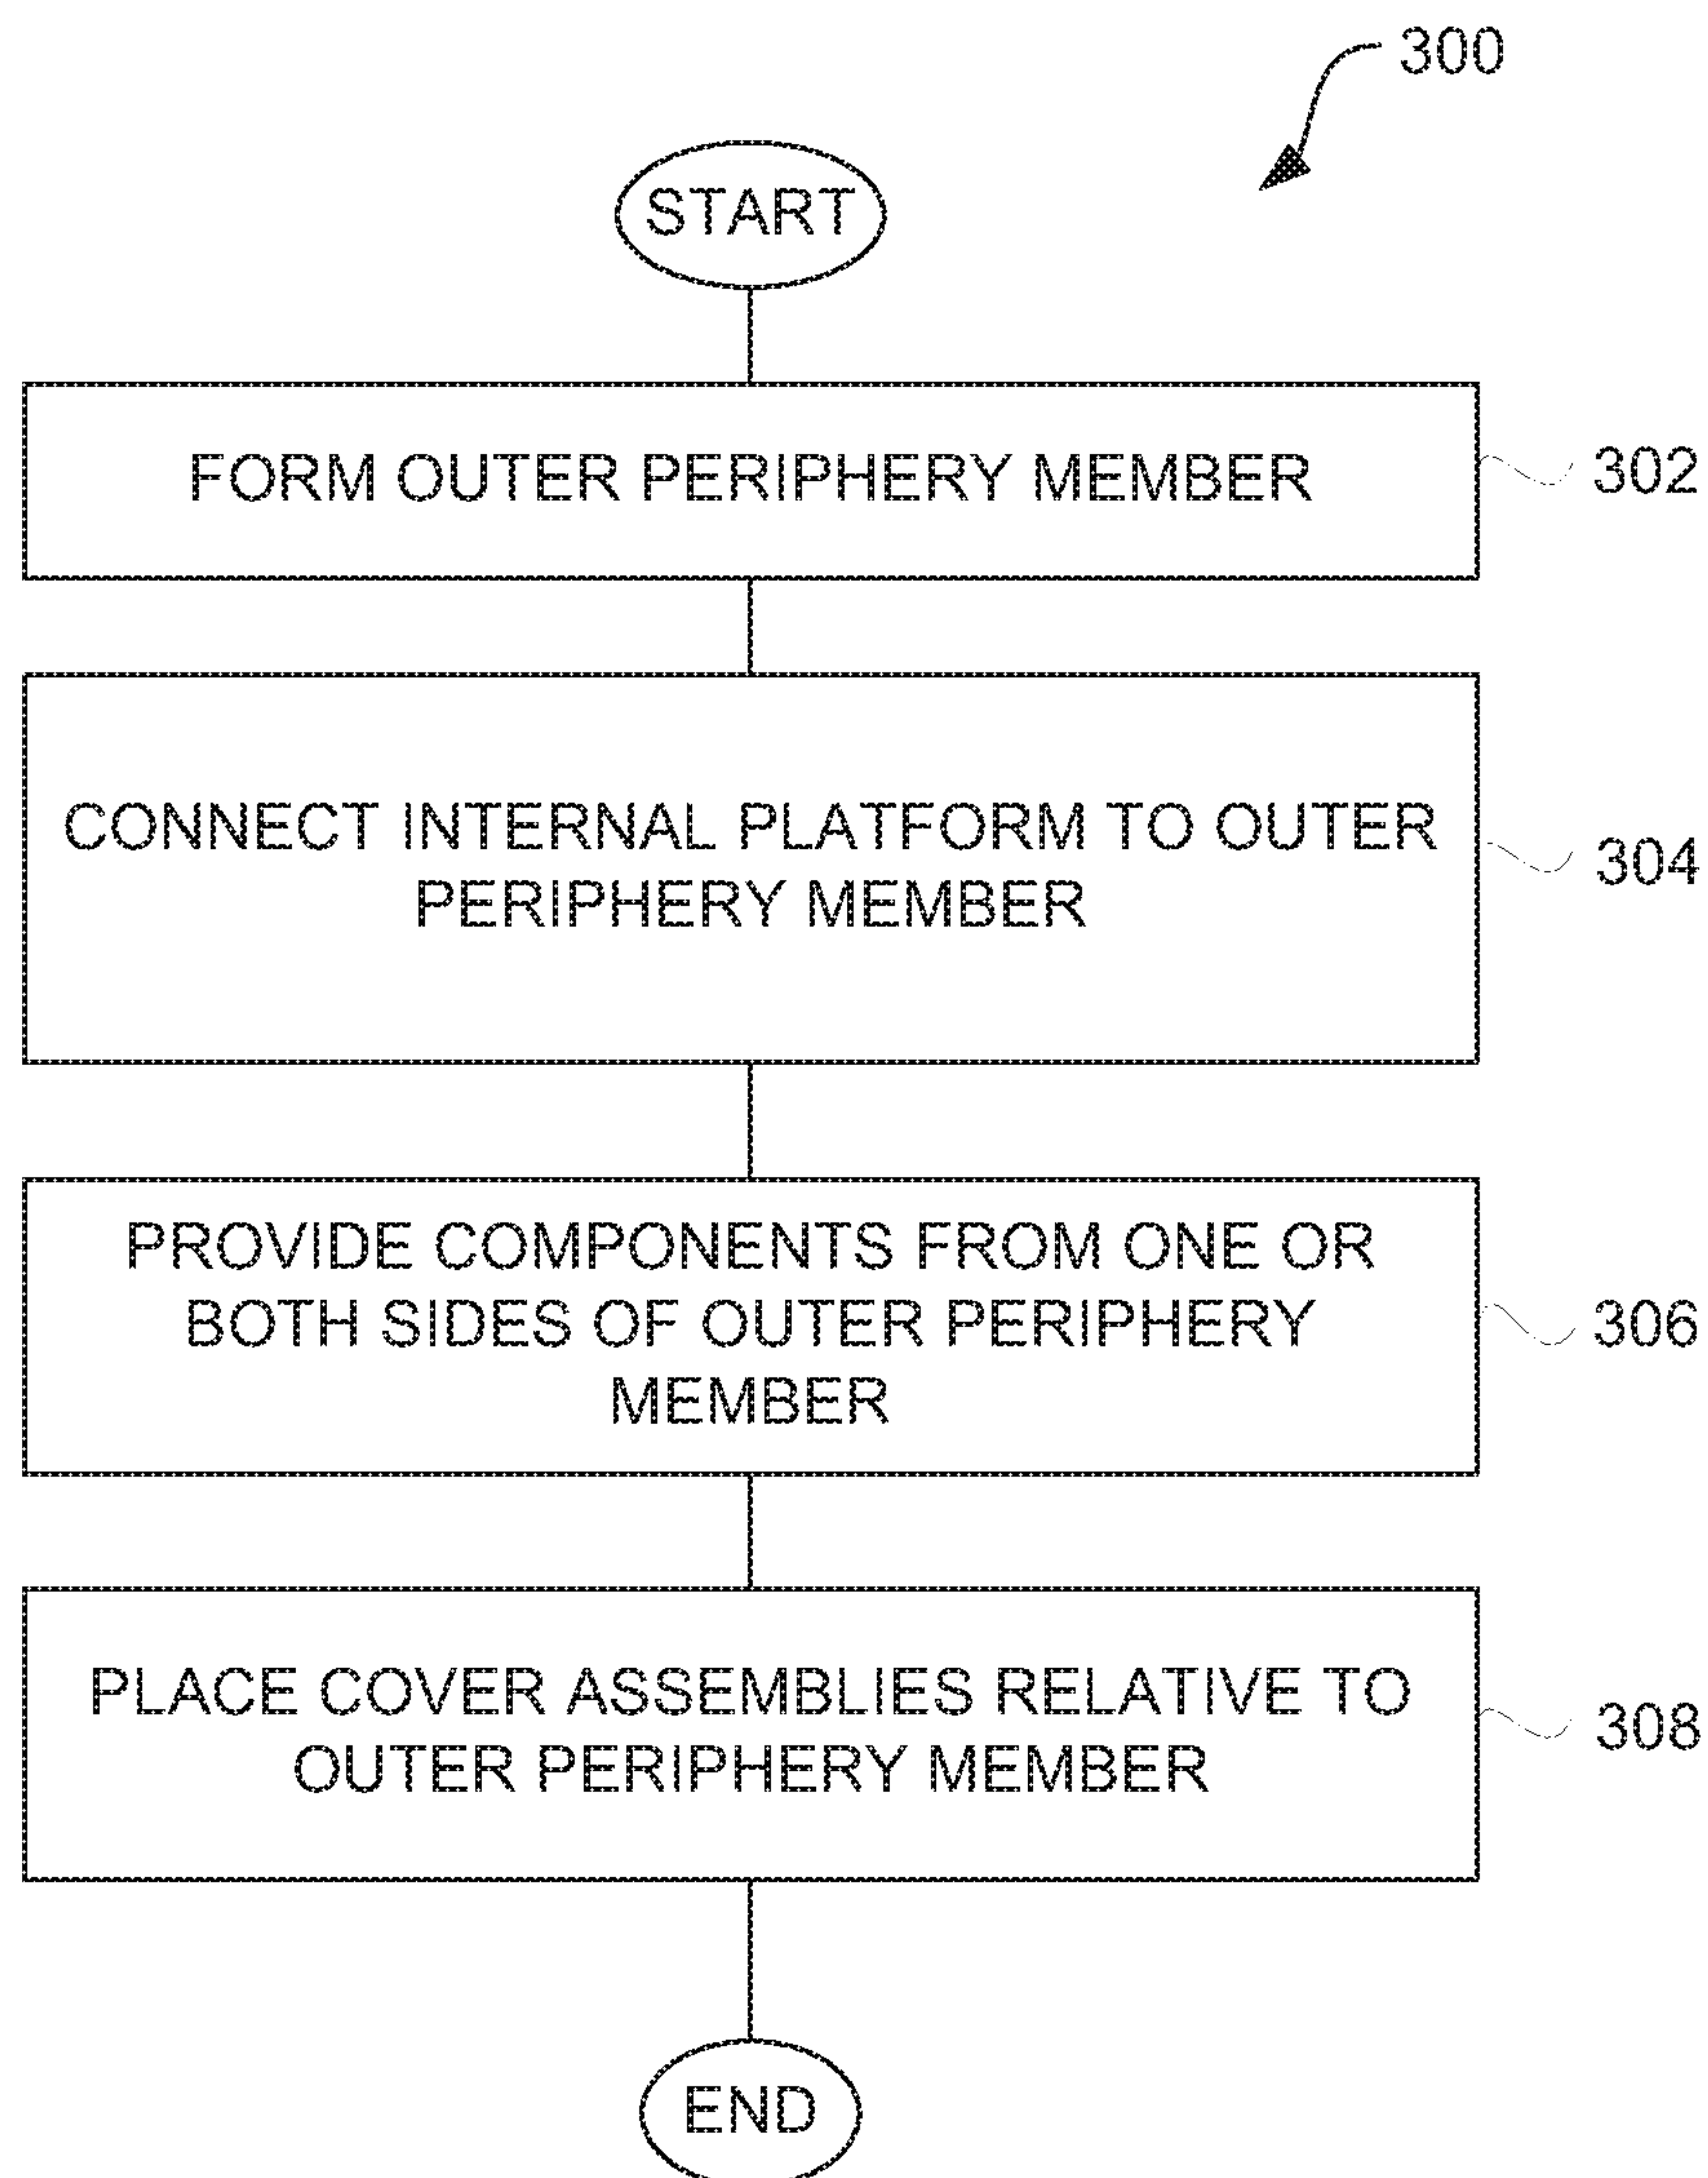 300
START
FORM OUTER PERIPHERY MEMBER
302
CONNECT INTERNAL PLATFORM TO OUTER
PERIPHERY MEMBER
304
PROVIDE COMPONENTS FROM ONE OR
BOTH SIDES OF OUTER PERIPHERY
MEMBER
306
PLACE COVER ASSEMBLIES RELATIVE TO
OUTER PERIPHERY MEMBER
308
END